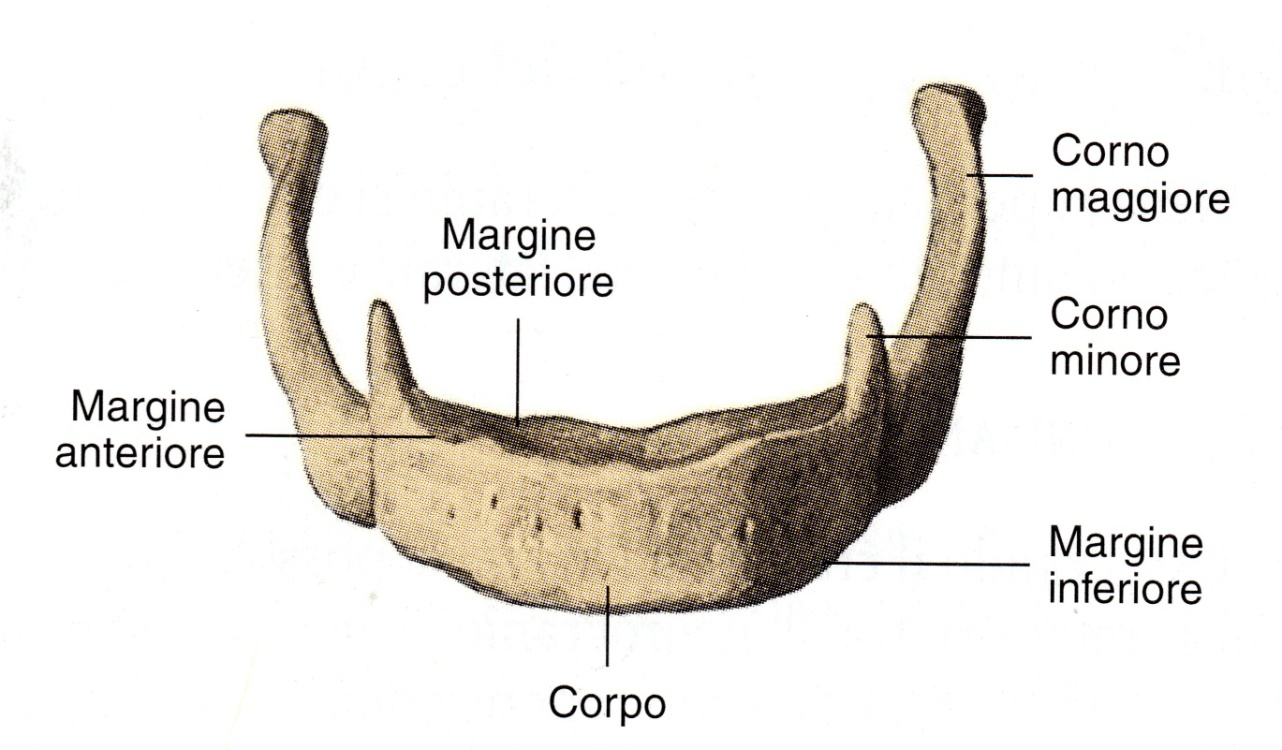 Corno
maggiore
Margine
posteriore
Corno
minore
Margine
anteriore
Margine
inferiore
Corpo